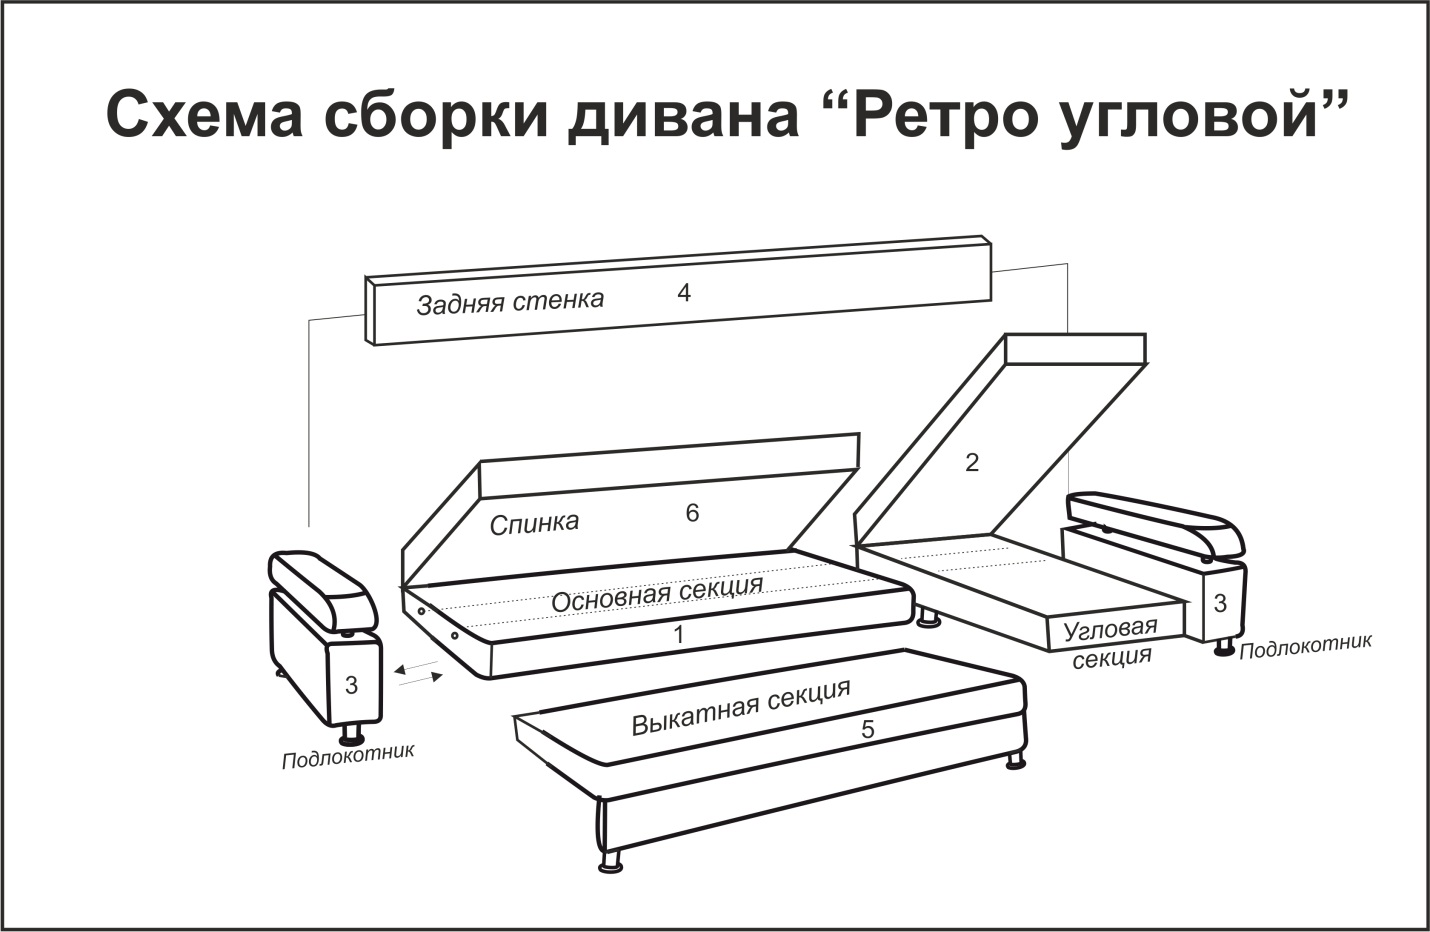 Схема сборки дивана “Ретро угловой”
Задняя стенка 4
2
Спинка 6
Основная секция
1
3
Угловая
секция
Подлокотник
3
Выкатная секция
5
Подлокотник